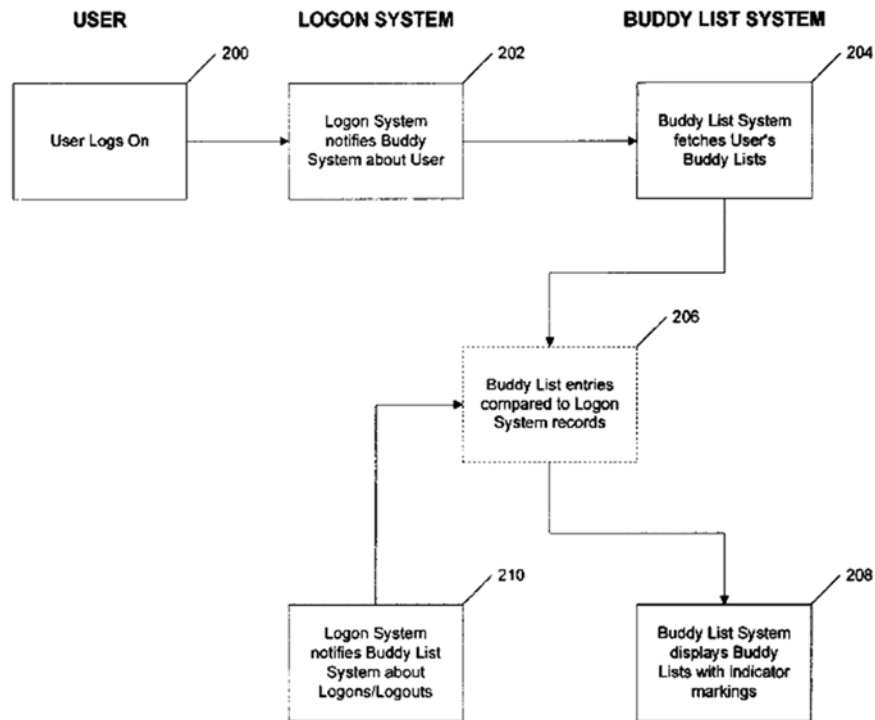 USER
LOGON SYSTEM
BUDDY LIST SYSTEM
200
User Logs On
202
Logon System
notifies Buddy
System about User
204
Buddy List System
fetches User's
Buddy Lists
206
Buddy List entries
compared to Logon
System records
210
Logon System
notifies Buddy List
System about
Logons/Logouts
208
Buddy List System
displays Buddy
Lists with indicator
markings